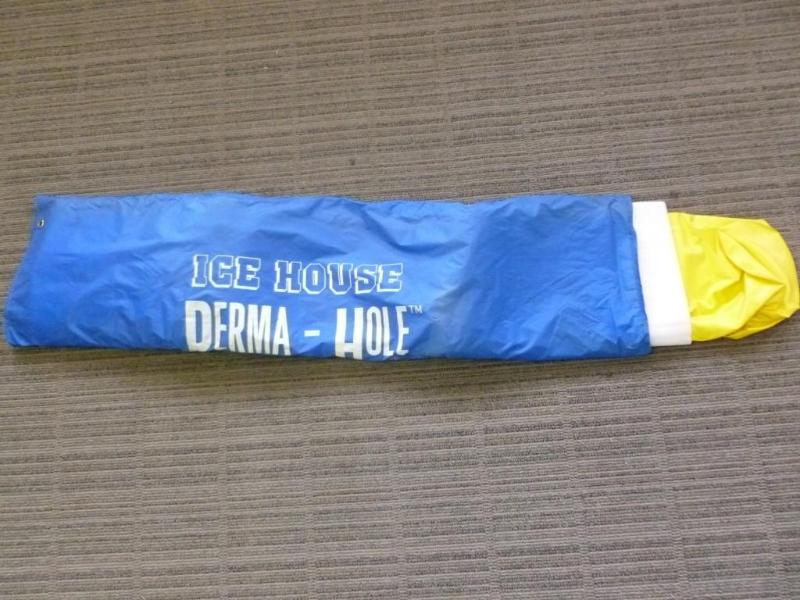 ICE HOUSE
DERMA - HOLE™